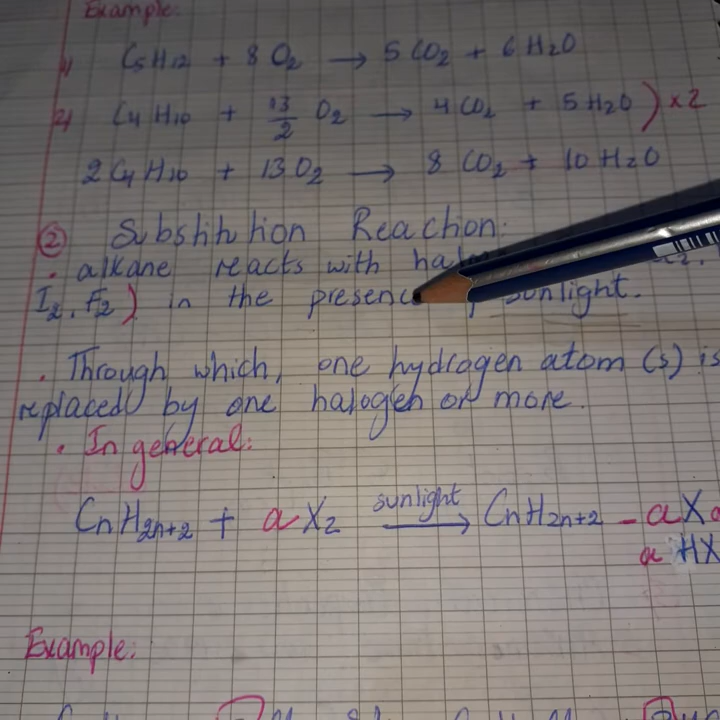 Example:
1) C5H12 + 8 O2 → 5 CO2 + 6 H2O
2) C4H10 + 13/2 O2 → 4 CO2 + 5 H2O ) x 2
2 C4H10 + 13 O2 → 8 CO2 + 10 H2O
② Substitution Reaction:
• alkane reacts with
I2, F2) in the presence sunlight.
• Through which, one hydrogen atom (s) is
replaced by one halogen or more.
• In general:
CnH2n+2 + a X2 sunlight → CnH2n+2 - a X
a HX
Example: